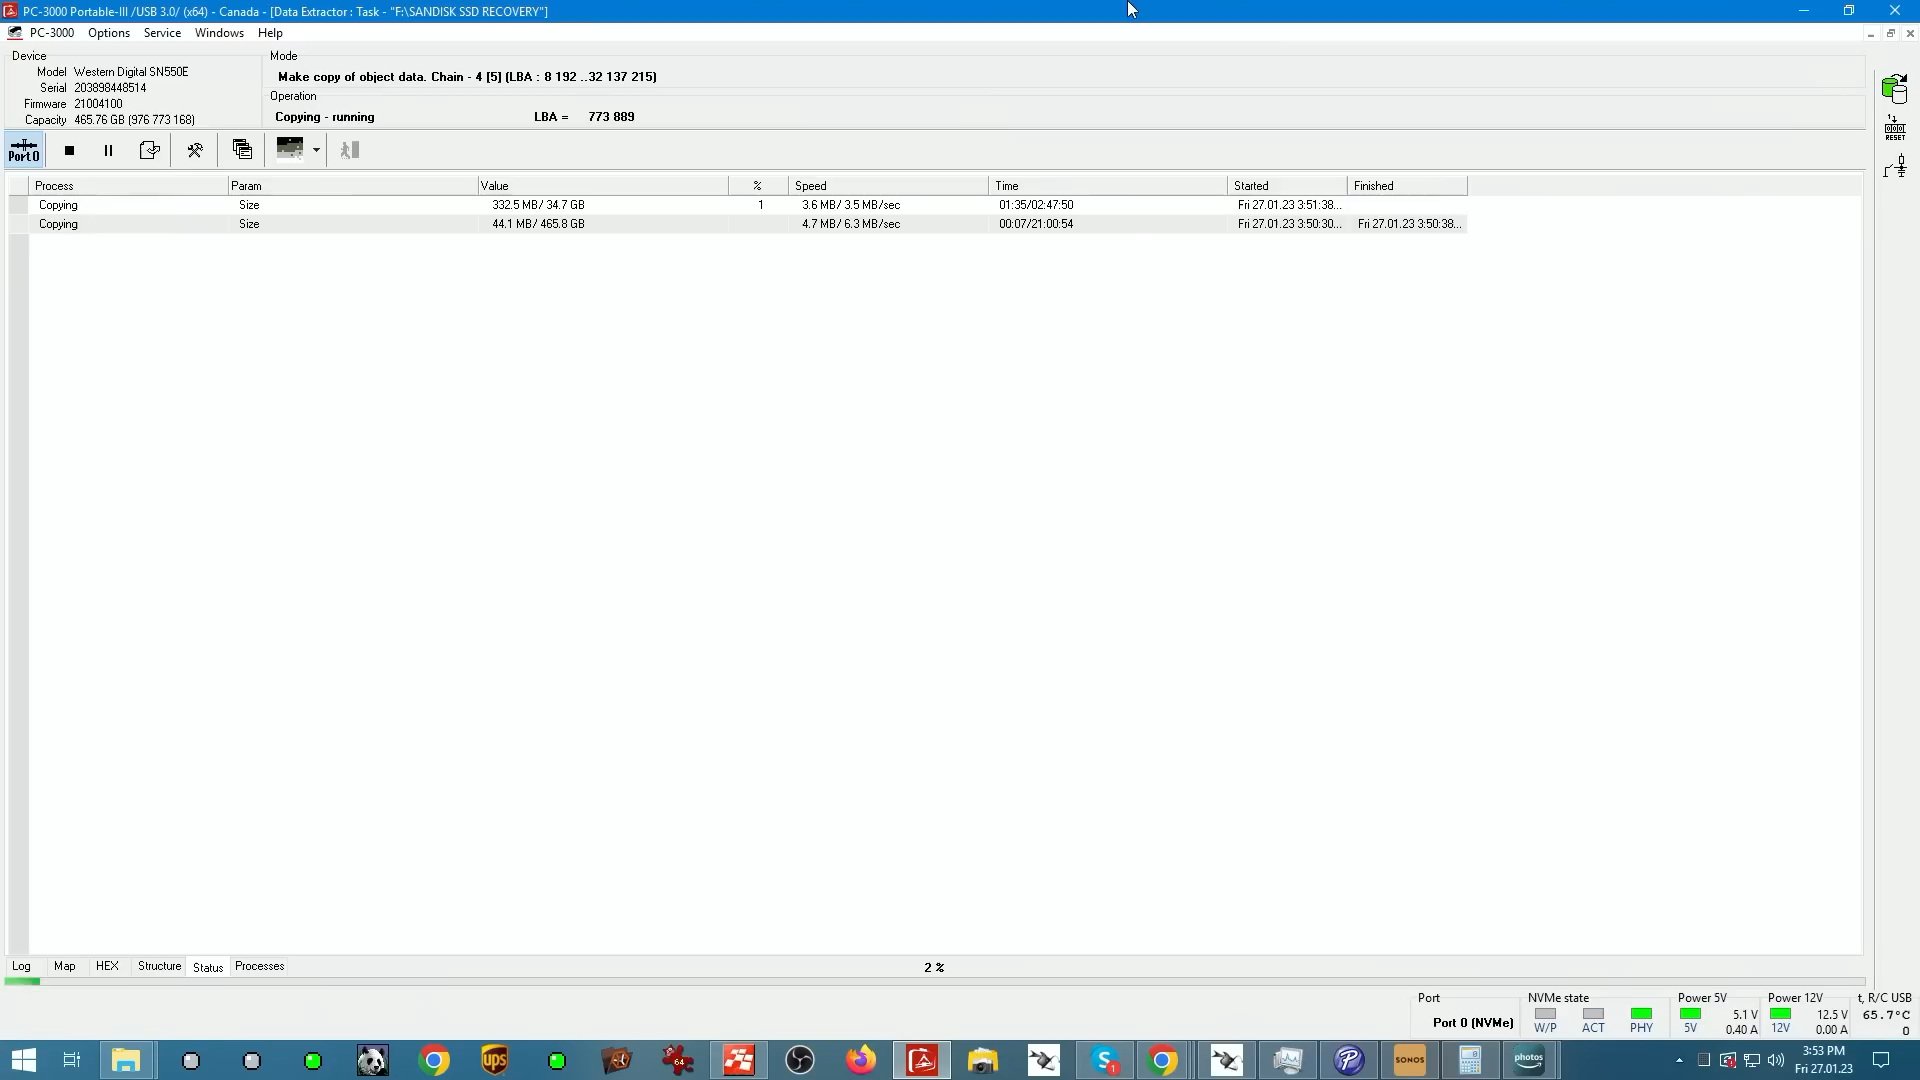 PC-3000 Portable-III /USB 3.0/ (x64) - Canada - [Data Extractor : Task - "F:\SANDISK SSD RECOVERY"]
PC-3000 Options Service Windows Help
Device
Model Western Digital SN550E
Serial 203898448514
Firmware 21004100
Capacity 465.76 GB (976 773 168)
Mode
Make copy of object data. Chain - 4 [5] (LBA : 8 192 ..32 137 215)
Operation
Copying - running LBA = 773 889
RESET
Port 0
Process Param Value % Speed Time Started Finished
Copying Size 332.5 MB/ 34.7 GB 1 3.6 MB/ 3.5 MB/sec 01:35/02:47:50 Fri 27.01.23 3:51:38...
Copying Size 44.1 MB/ 465.8 GB 4.7 MB/ 6.3 MB/sec 00:07/21:00:54 Fri 27.01.23 3:50:30... Fri 27.01.23 3:50:38...
Log Map HEX Structure Status Processes 2 %
Port NVMe state Power 5V Power 12V t, R/C USB
Port 0 (NVMe) W/P ACT PHY 5V 5.1 V 0.40 A 12V 12.5 V 0.00 A 65.7°C 0
ups 64 S 1 P SONOS photos
3:53 PM
Fri 27.01.23